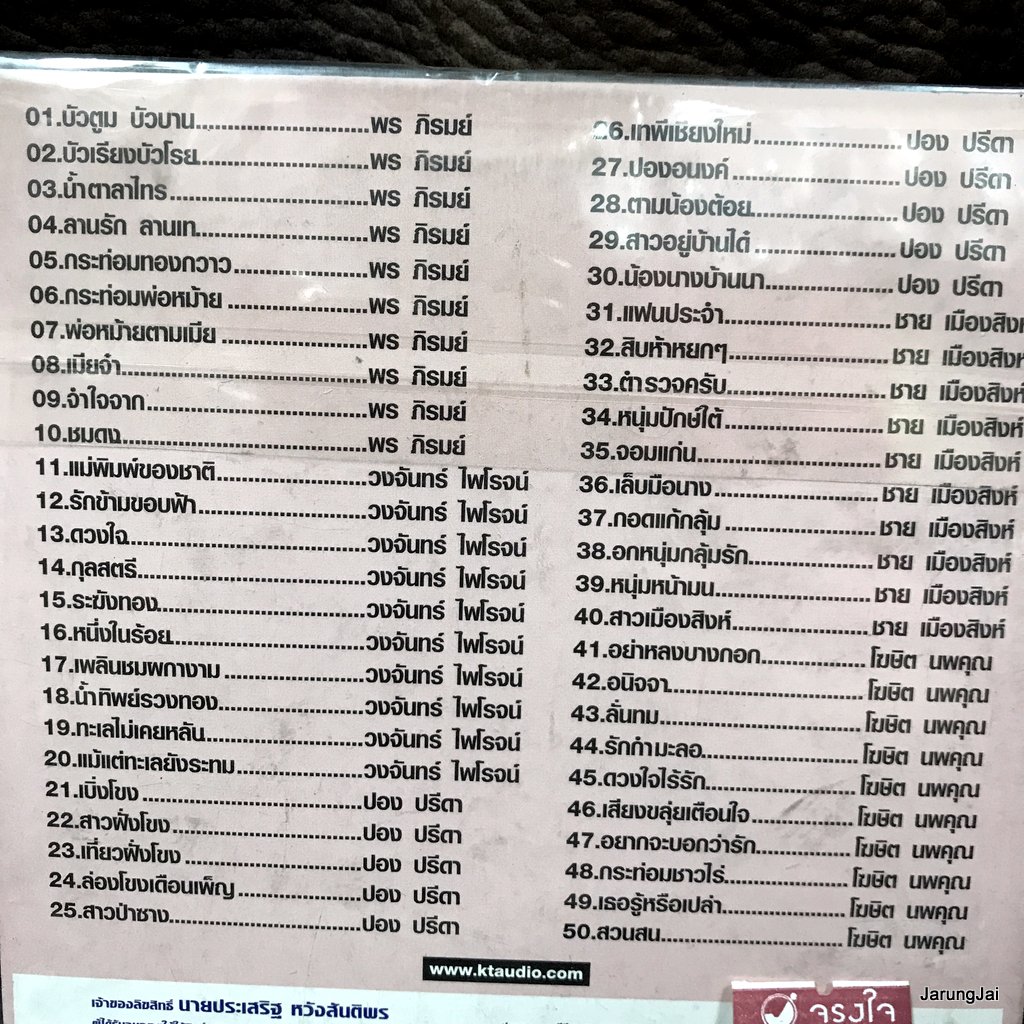 01.บัวตูม บัวบาน..............................พร ภิรมย์
02.บัวเรียงบัวโรย..............................พร ภิรมย์
03.น้ำตาลาไทร..............................พร ภิรมย์
04.ลานรัก ลานเท..............................พร ภิรมย์
05.กระท่อมทองกวาว..............................พร ภิรมย์
06.กระท่อมพ่อหม้าย..............................พร ภิรมย์
07.พ่อหม้ายตามเมีย..............................พร ภิรมย์
08.เมียจ๋า..............................พร ภิรมย์
09.จำใจจาก..............................พร ภิรมย์
10.ชมดง..............................พร ภิรมย์
11.แม่พิมพ์ของชาติ..............................วงจันทร์ ไพโรจน์
12.รักข้ามขอบฟ้า..............................วงจันทร์ ไพโรจน์
13.ดวงใจ..............................วงจันทร์ ไพโรจน์
14.กุลสตรี..............................วงจันทร์ ไพโรจน์
15.ระฆังทอง..............................วงจันทร์ ไพโรจน์
16.หนึ่งในร้อย..............................วงจันทร์ ไพโรจน์
17.เพลินชมผกางาม..............................วงจันทร์ ไพโรจน์
18.น้ำทิพย์รวงทอง..............................วงจันทร์ ไพโรจน์
19.ทะเลไม่เคยหลับ..............................วงจันทร์ ไพโรจน์
20.แม้แต่ทะเลยังระทม..............................วงจันทร์ ไพโรจน์
21.เบิ่งโขง..............................ปอง ปรีดา
22.สาวฝั่งโขง..............................ปอง ปรีดา
23.เที่ยวฝั่งโขง..............................ปอง ปรีดา
24.ล่องโขงเดือนเพ็ญ..............................ปอง ปรีดา
25.สาวป่าซาง..............................ปอง ปรีดา
26.เทพีเชียงใหม่..............................ปอง ปรีดา
27.ปองอนงค์..............................ปอง ปรีดา
28.ตามน้องต้อย..............................ปอง ปรีดา
29.สาวอยู่บ้านได๋..............................ปอง ปรีดา
30.น้องนางบ้านนา..............................ปอง ปรีดา
31.แฟนประจำ..............................ชาย เมืองสิงห์
32.สิบห้าหยกๆ..............................ชาย เมืองสิงห์
33.ตำรวจครับ..............................ชาย เมืองสิงห์
34.หนุ่มปักษ์ใต้..............................ชาย เมืองสิงห์
35.จอมแก่น..............................ชาย เมืองสิงห์
36.เล็บมือนาง..............................ชาย เมืองสิงห์
37.กอดแก้กลุ้ม..............................ชาย เมืองสิงห์
38.อกหนุ่มกลุ้มรัก..............................ชาย เมืองสิงห์
39.หนุ่มหน้ามน..............................ชาย เมืองสิงห์
40.สาวเมืองสิงห์..............................ชาย เมืองสิงห์
41.อย่าหลงบางกอก..............................โฆษิต นพคุณ
42.อนิจจา..............................โฆษิต นพคุณ
43.ลั่นทม..............................โฆษิต นพคุณ
44.รักกำมะลอ..............................โฆษิต นพคุณ
45.ดวงใจไร้รัก..............................โฆษิต นพคุณ
46.เสียงขลุ่ยเตือนใจ..............................โฆษิต นพคุณ
47.อยากจะบอกว่ารัก..............................โฆษิต นพคุณ
48.กระท่อมชาวไร่..............................โฆษิต นพคุณ
49.เธอรู้หรือเปล่า..............................โฆษิต นพคุณ
50.สวนสน..............................โฆษิต นพคุณ
www.ktaudio.com
เจ้าของลิขสิทธิ์ นายประเสริฐ หวังสันติพร
จรงใจ
JarungJai